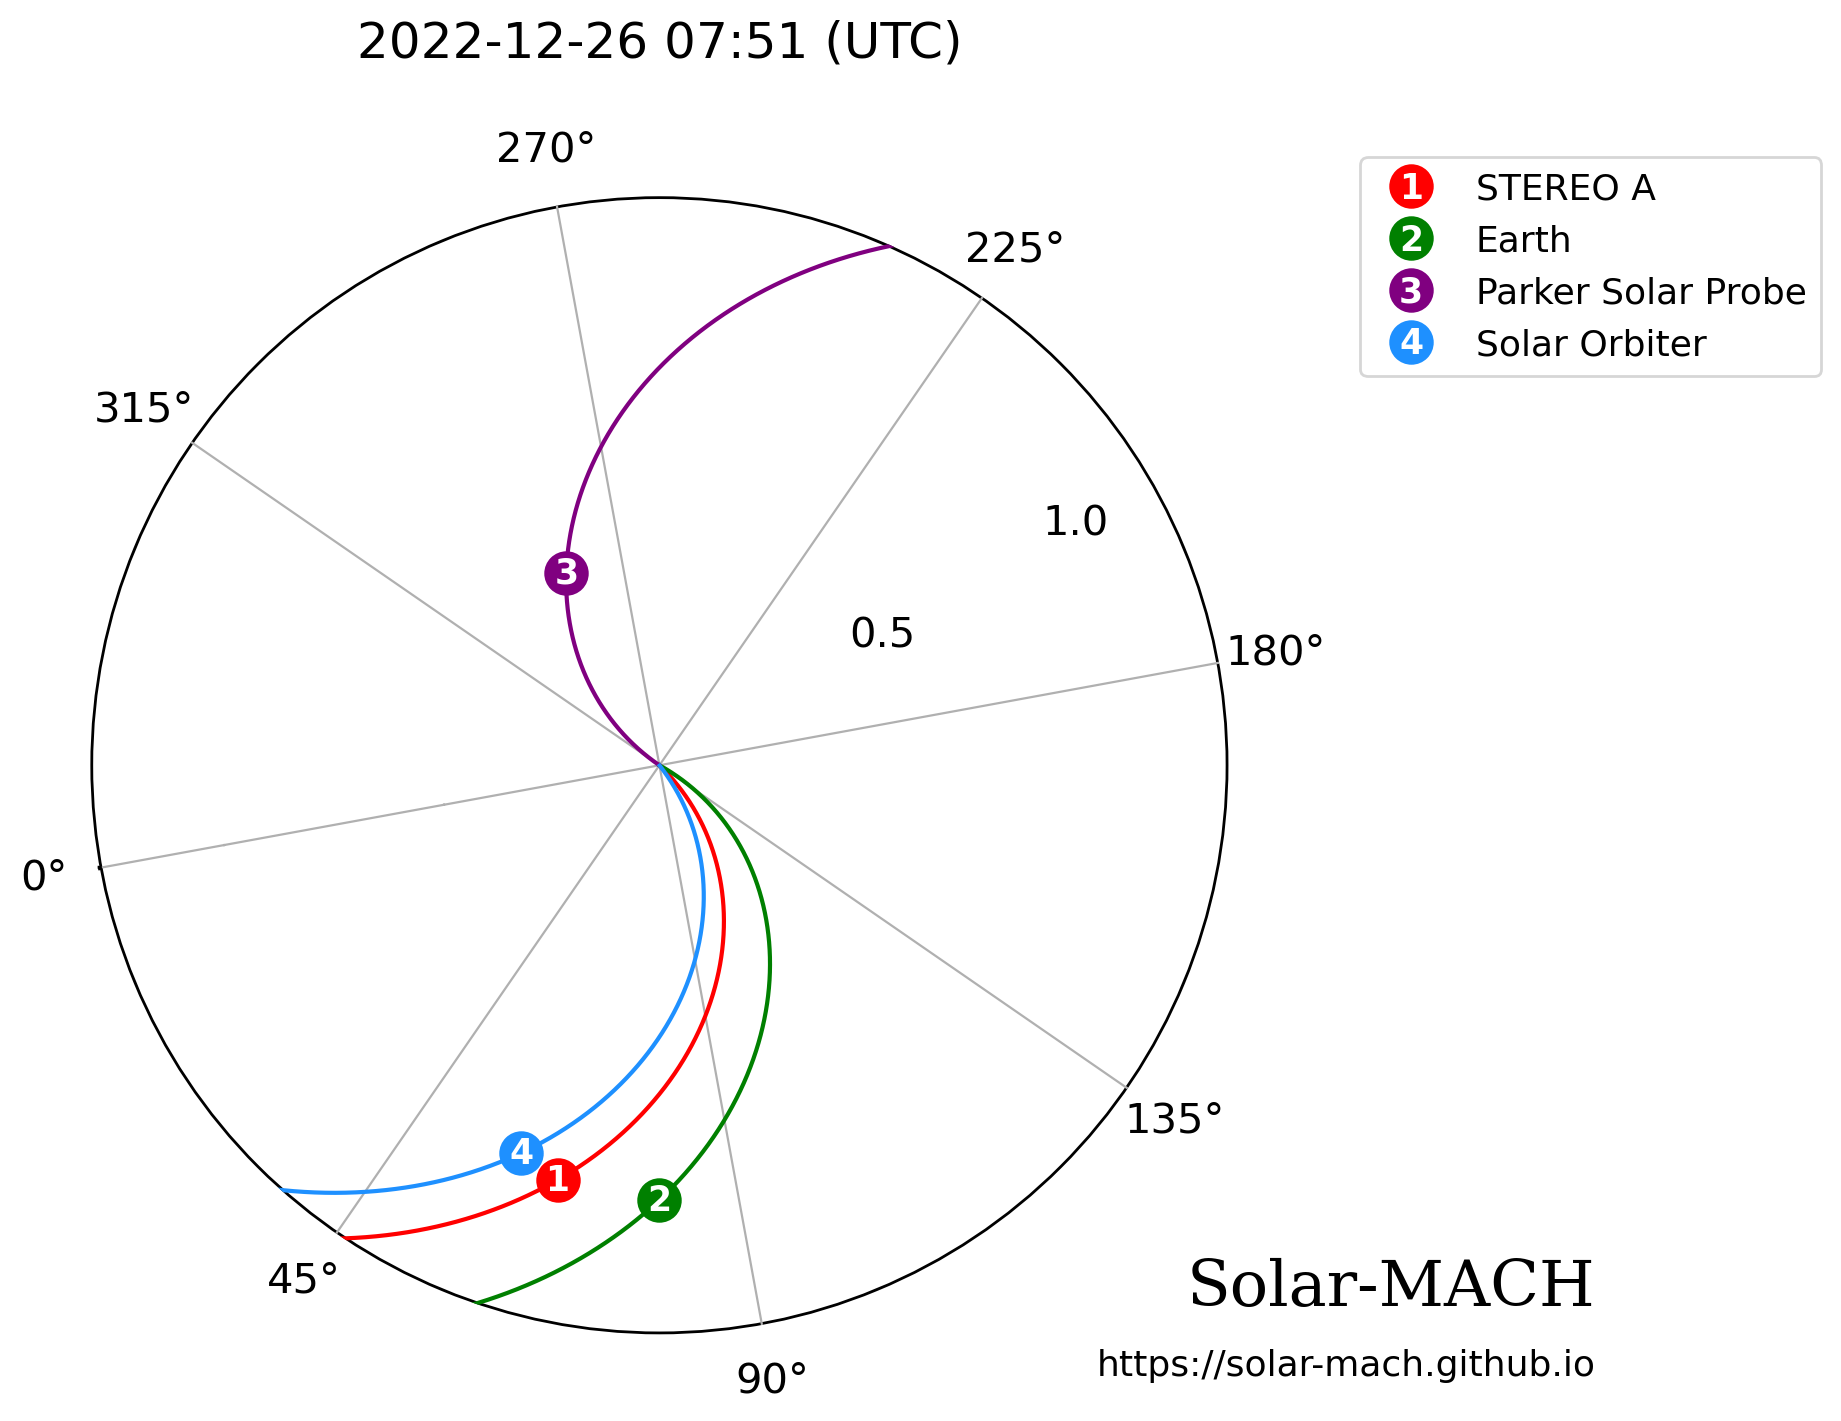 2022-12-26 07:51 (UTC)
270°
225°
315°
1.0
0.5
180°
0°
135°
45°
90°
3
4
1
2
1 STEREO A
2 Earth
3 Parker Solar Probe
4 Solar Orbiter
Solar-MACH
https://solar-mach.github.io